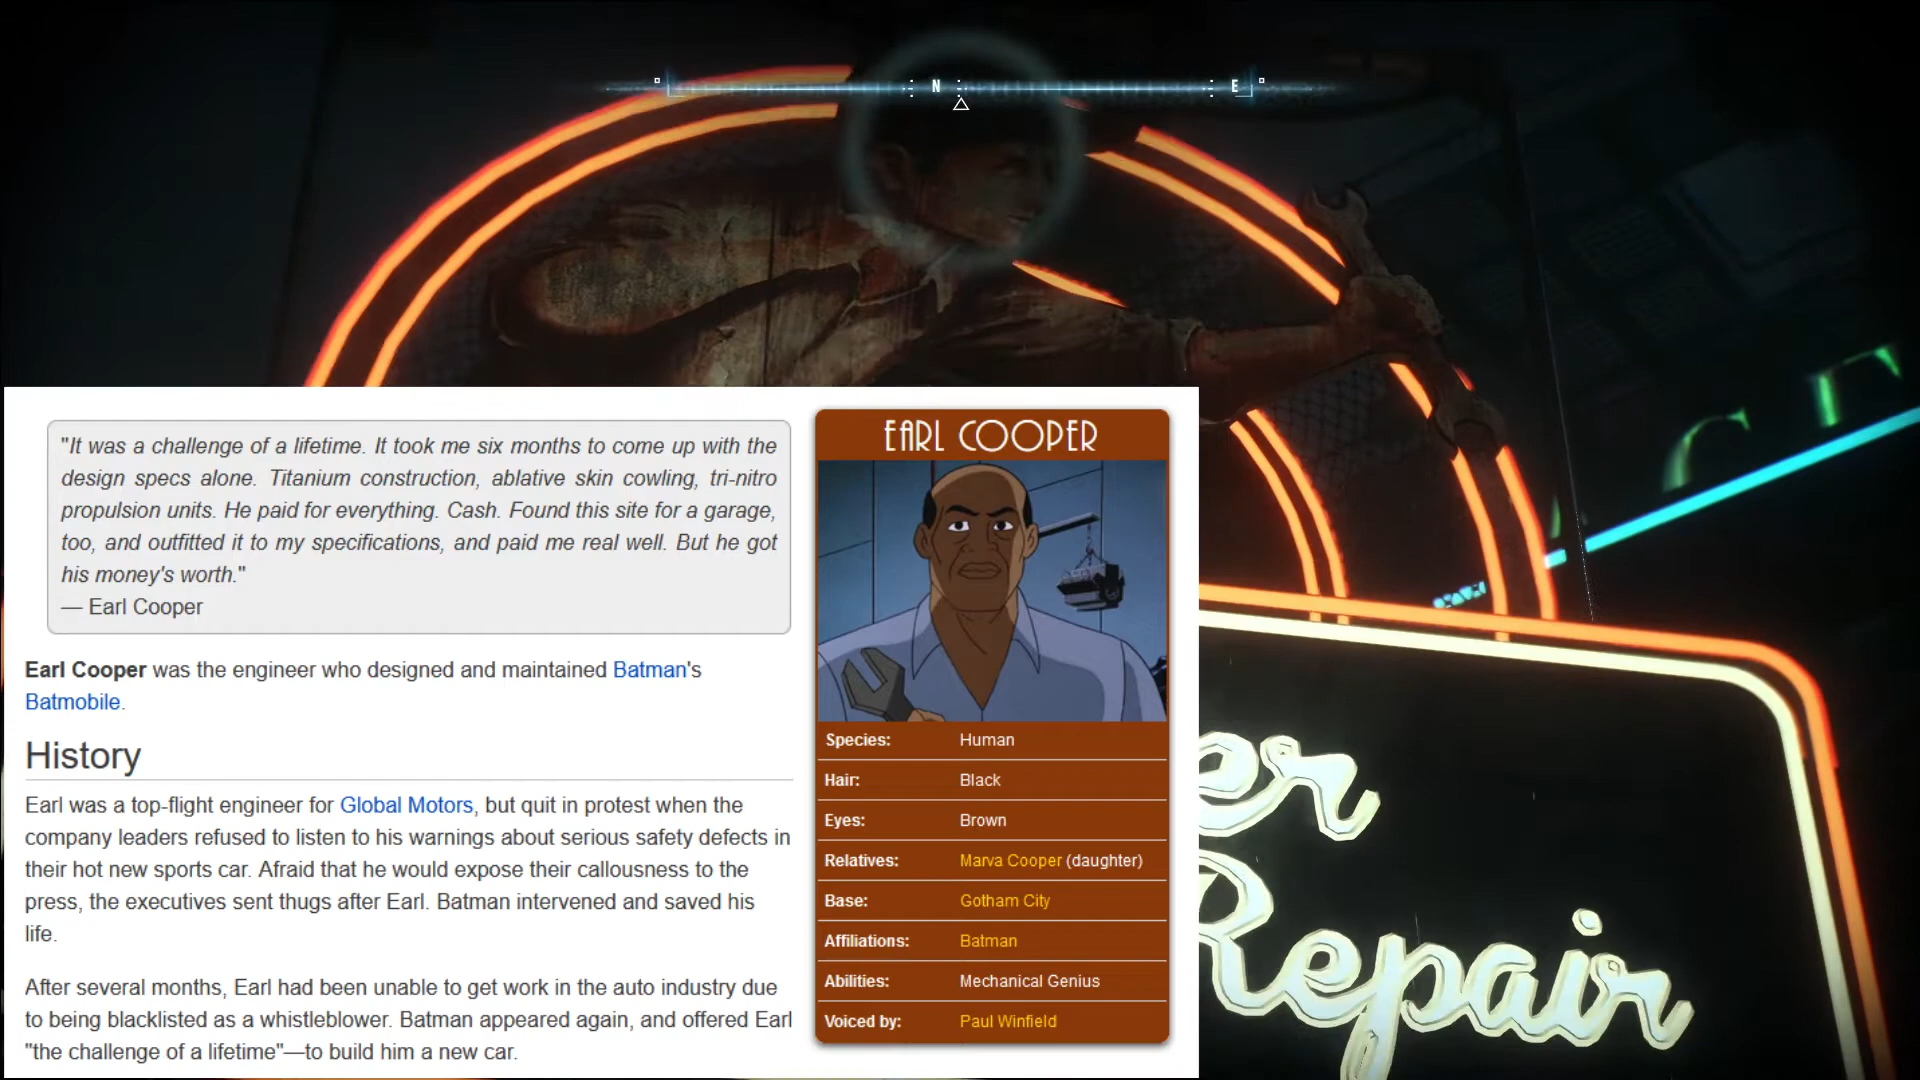 N
E
"It was a challenge of a lifetime. It took me six months to come up with the
design specs alone. Titanium construction, ablative skin cowling, tri-nitro
propulsion units. He paid for everything. Cash. Found this site for a garage,
too, and outfitted it to my specifications, and paid me real well. But he got
his money's worth."
— Earl Cooper
Earl Cooper was the engineer who designed and maintained Batman's
Batmobile.
History
Earl was a top-flight engineer for Global Motors, but quit in protest when the
company leaders refused to listen to his warnings about serious safety defects in
their hot new sports car. Afraid that he would expose their callousness to the
press, the executives sent thugs after Earl. Batman intervened and saved his
life.
After several months, Earl had been unable to get work in the auto industry due
to being blacklisted as a whistleblower. Batman appeared again, and offered Earl
"the challenge of a lifetime"—to build him a new car.
EARL COOPER
Species: Human
Hair: Black
Eyes: Brown
Relatives: Marva Cooper (daughter)
Base: Gotham City
Affiliations: Batman
Abilities: Mechanical Genius
Voiced by: Paul Winfield
er
Repair